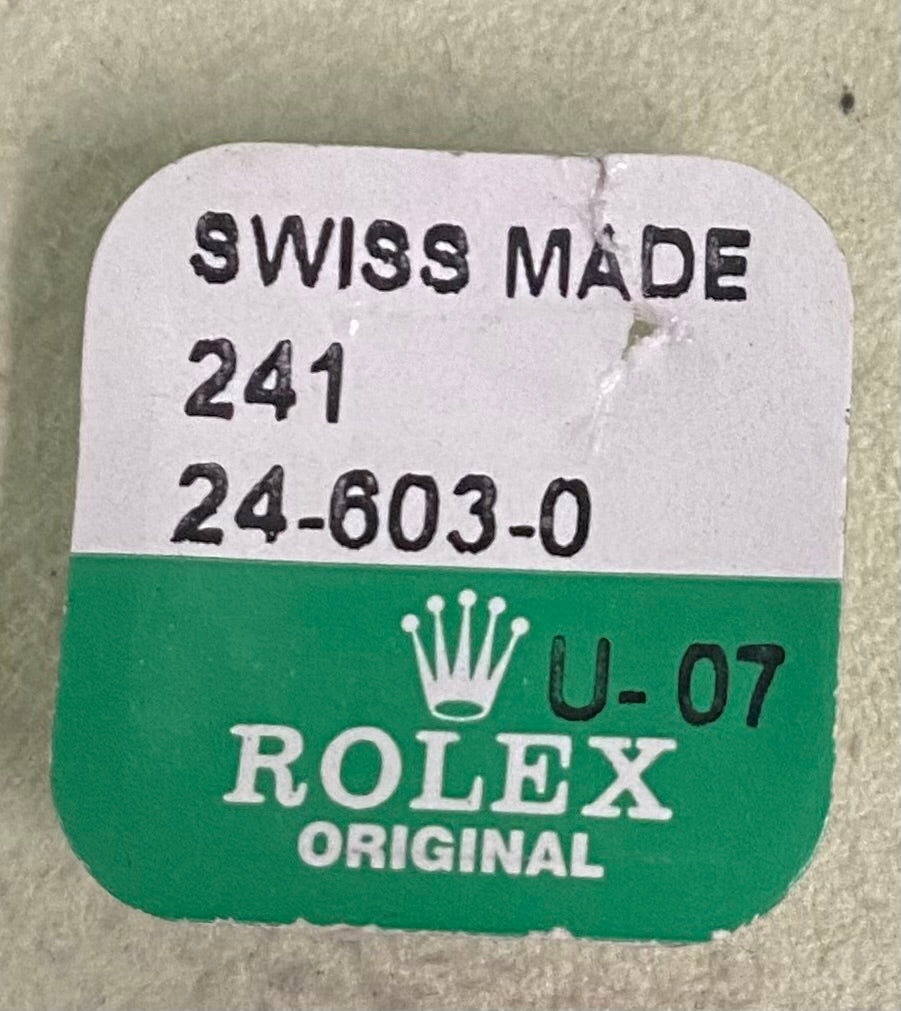 SWISS MADE
241
24-603-0
U- 07
ROLEX
ORIGINAL